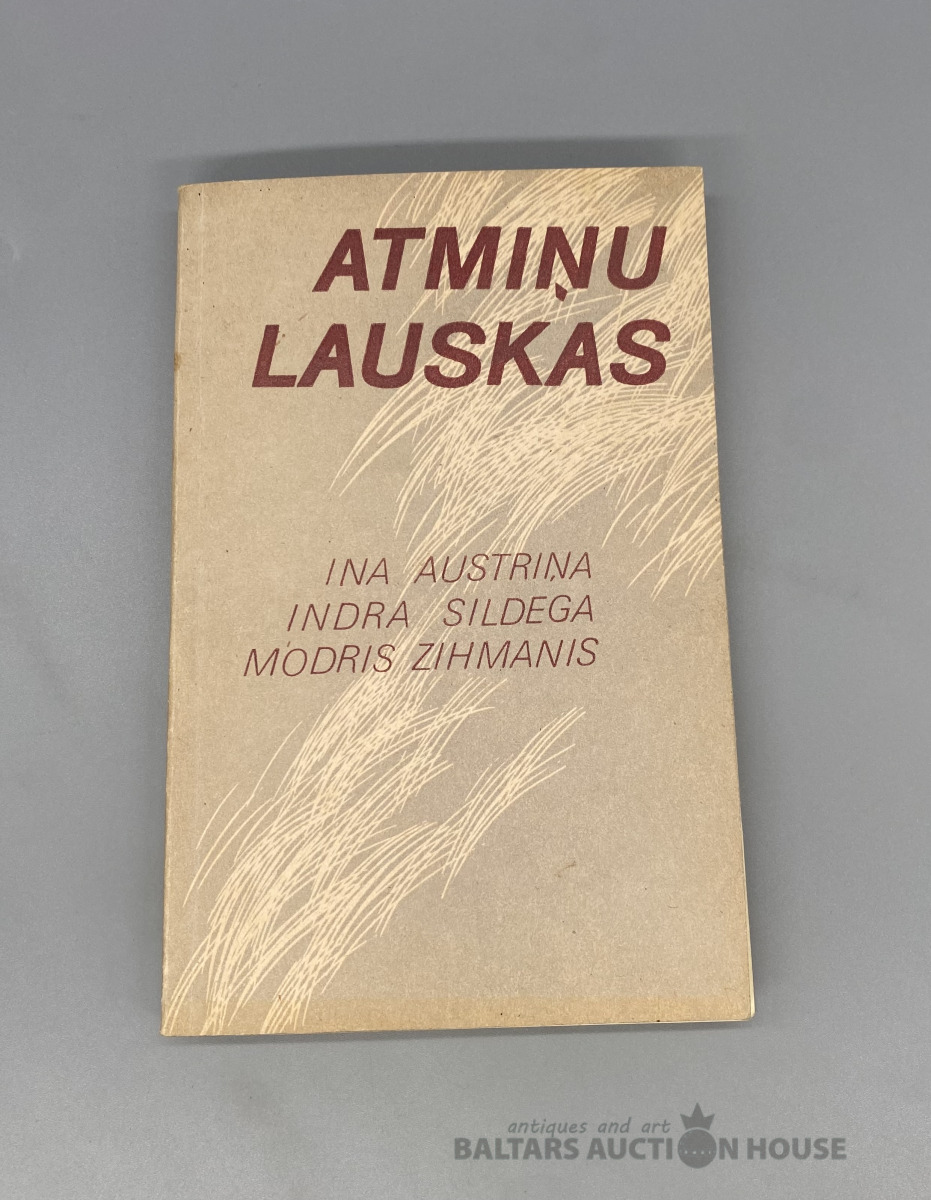 ATMIŅU
LAUSKAS
INA AUSTRIŅA
INDRA SILDEGA
MODRIS ZIHMANIS
antiques and art
BALTARS AUCTION HOUSE